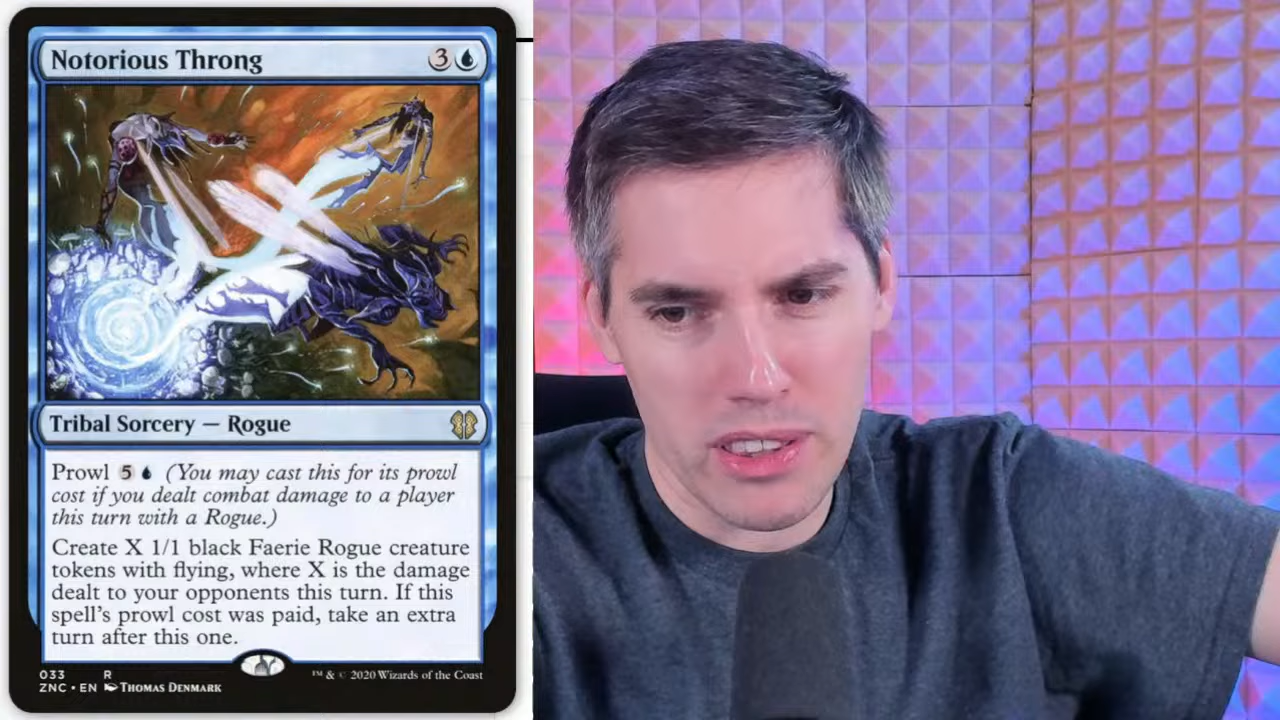 Notorious Throng 3
Tribal Sorcery — Rogue
Prowl 5 (You may cast this for its prowl
cost if you dealt combat damage to a player
this turn with a Rogue.)
Create X 1/1 black Faerie Rogue creature
tokens with flying, where X is the damage
dealt to your opponents this turn. If this
spell's prowl cost was paid, take an extra
turn after this one.
033 R
ZNC • EN Thomas Denmark
™ & © 2020 Wizards of the Coast